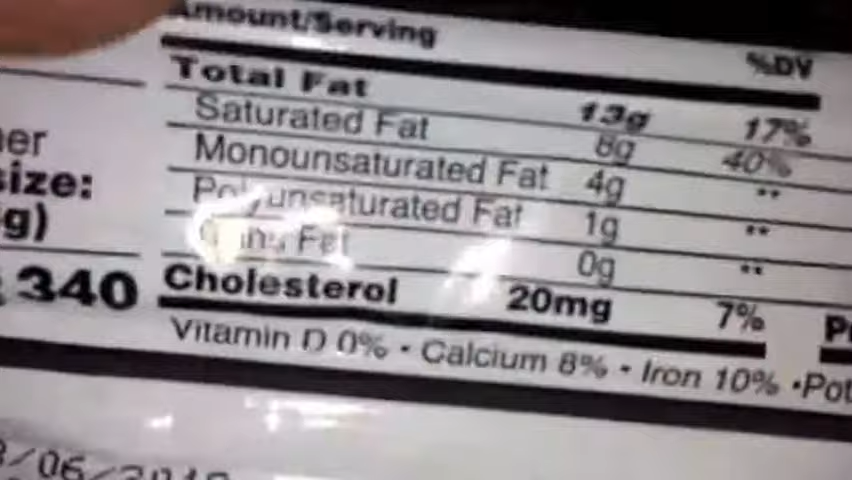 Amount/Serving %DV
Total Fat 13g 17%
Saturated Fat 8g 40%
Monounsaturated Fat 4g **
Polyunsaturated Fat 1g **
Fat 0g **
Cholesterol 20mg 7%
Vitamin D 0% • Calcium 8% • Iron 10% •Pot
er
size:
g)
340
P
/06/